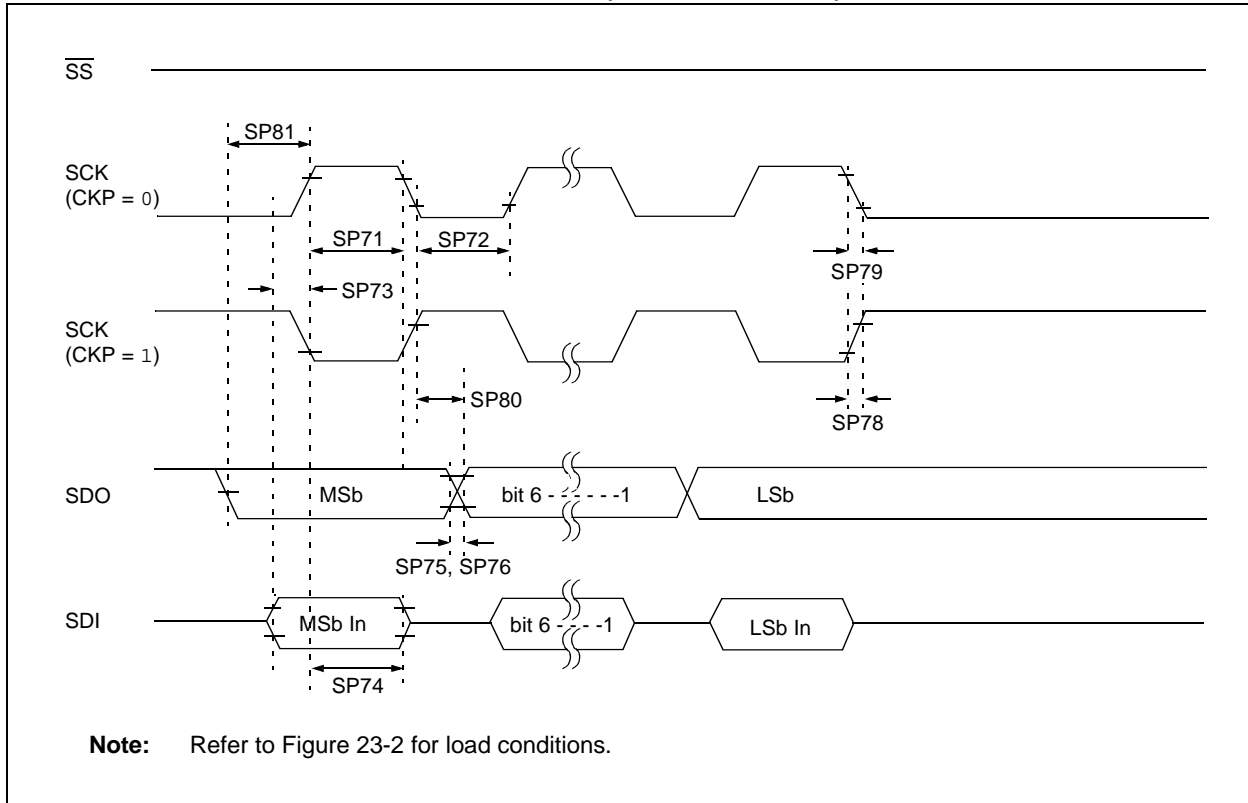 SS
SP81
SCK
(CKP = 0)
SP71
SP72
SP79
SP73
SCK
(CKP = 1)
SP80
SP78
SDO
MSb
bit 6 - - - - - -1
LSb
SP75, SP76
SDI
MSb In
bit 6 - - - -1
LSb In
SP74
Note: Refer to Figure 23-2 for load conditions.